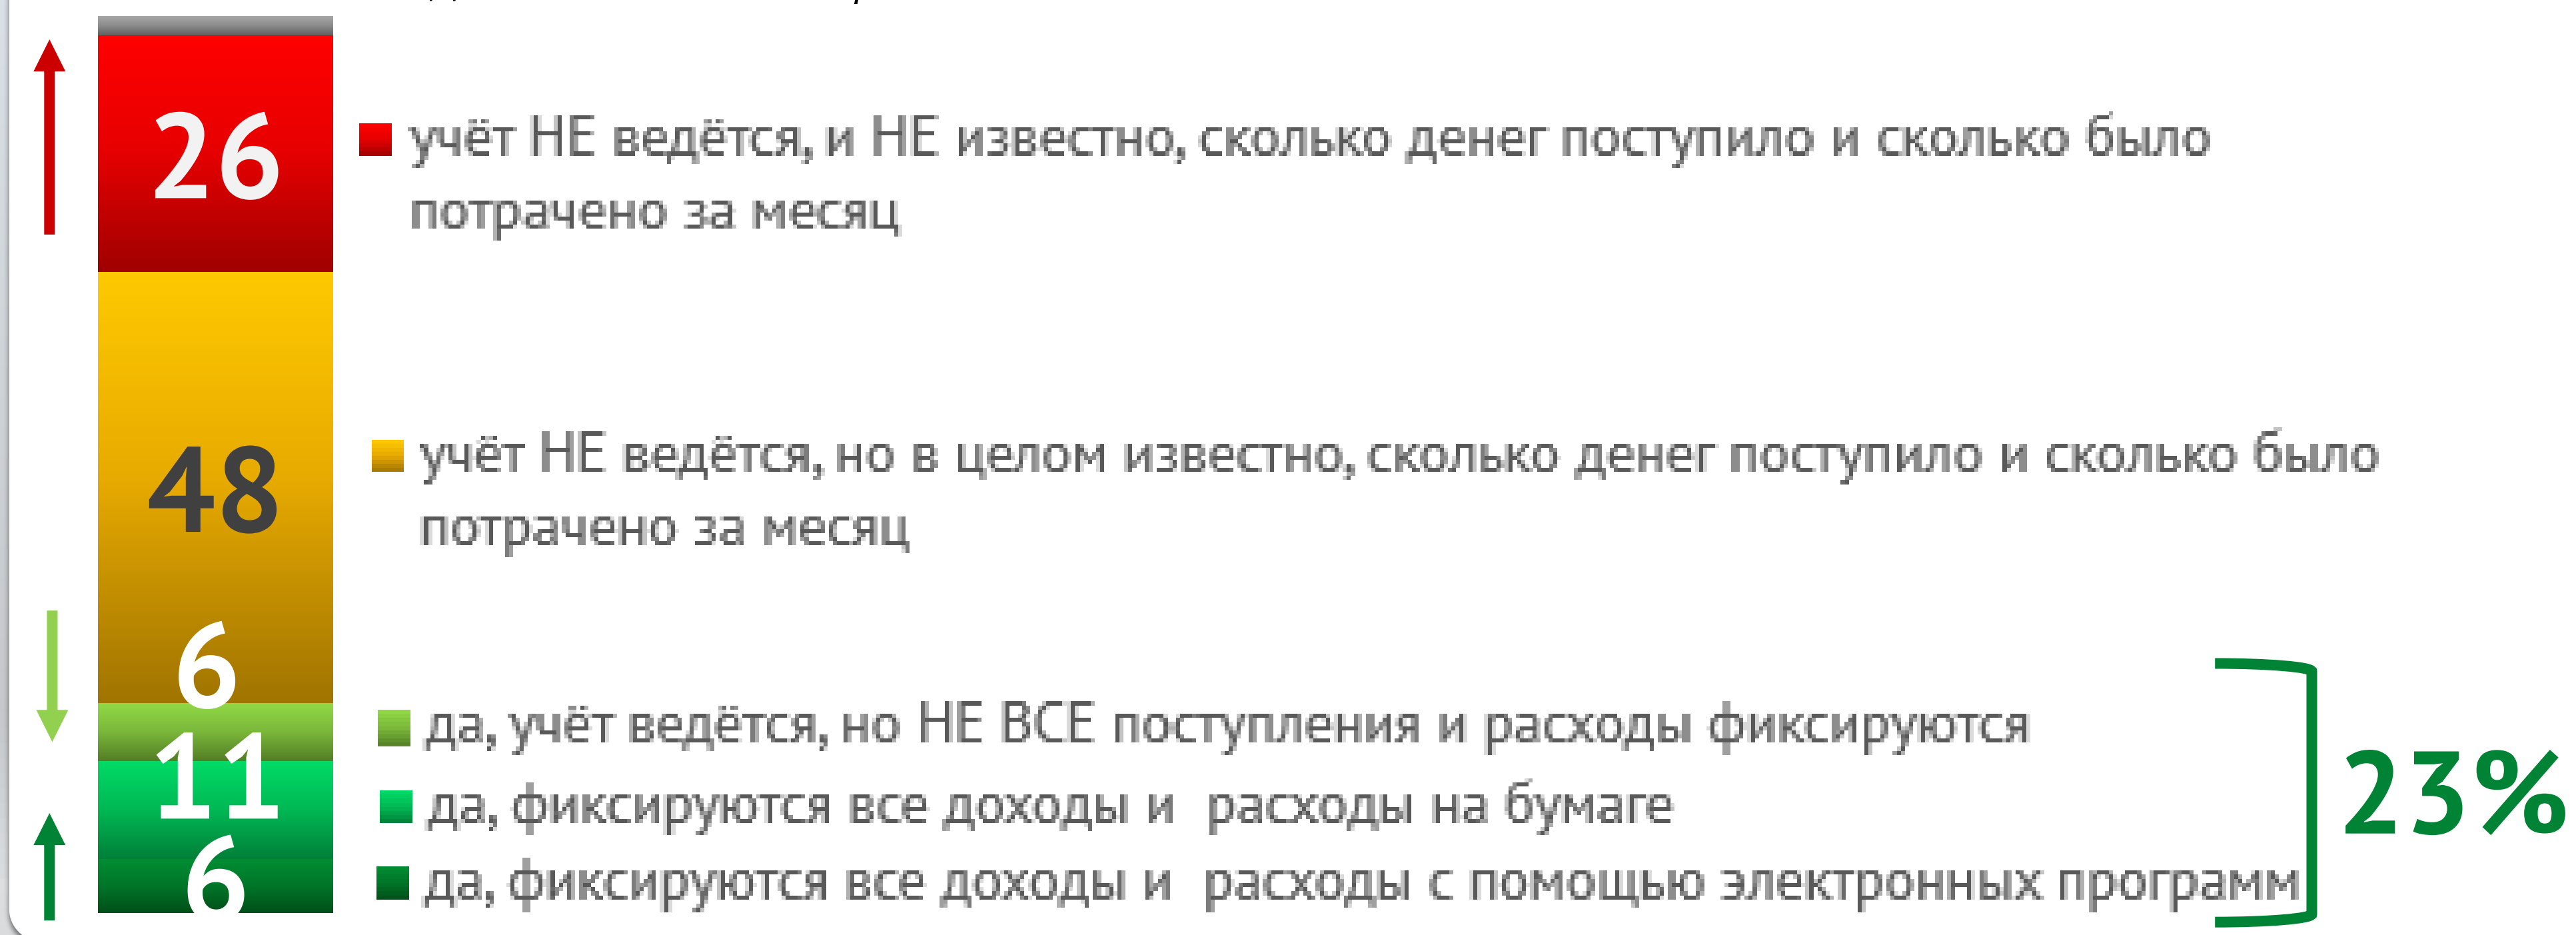 26
учёт НЕ ведётся, и НЕ известно, сколько денег поступило и сколько было
потрачено за месяц
48
учёт НЕ ведётся, но в целом известно, сколько денег поступило и сколько было
потрачено за месяц
6
да, учёт ведётся, но НЕ ВСЕ поступления и расходы фиксируются
11
да, фиксируются все доходы и расходы на бумаге
6
да, фиксируются все доходы и расходы с помощью электронных программ
23%